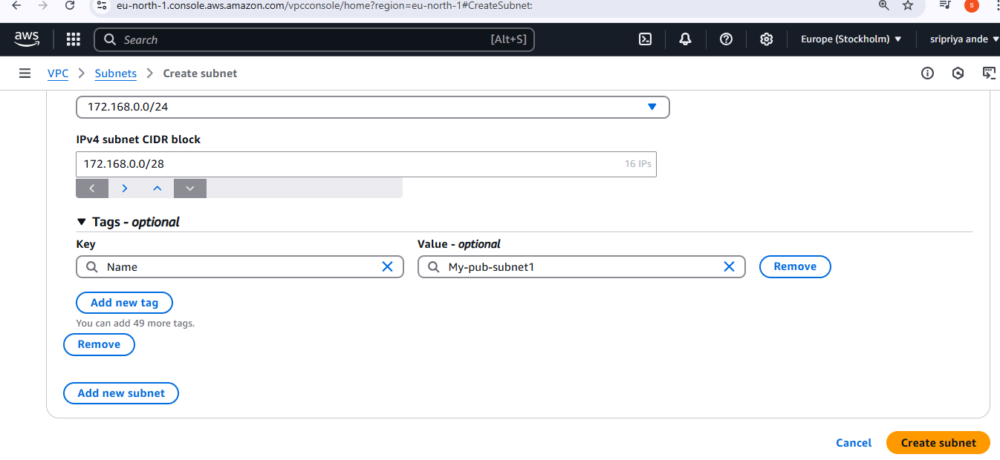 eu-north-1.console.aws.amazon.com/vpcconsole/home?region=eu-north-1#CreateSubnet:
S
aws
Search [Alt+S]
Europe (Stockholm)
sripriya ande
VPC > Subnets > Create subnet
172.168.0.0/24
IPv4 subnet CIDR block
172.168.0.0/28 16 IPs
Tags - optional
Key Value - optional
Name My-pub-subnet1 Remove
Add new tag
You can add 49 more tags.
Remove
Add new subnet
Cancel Create subnet